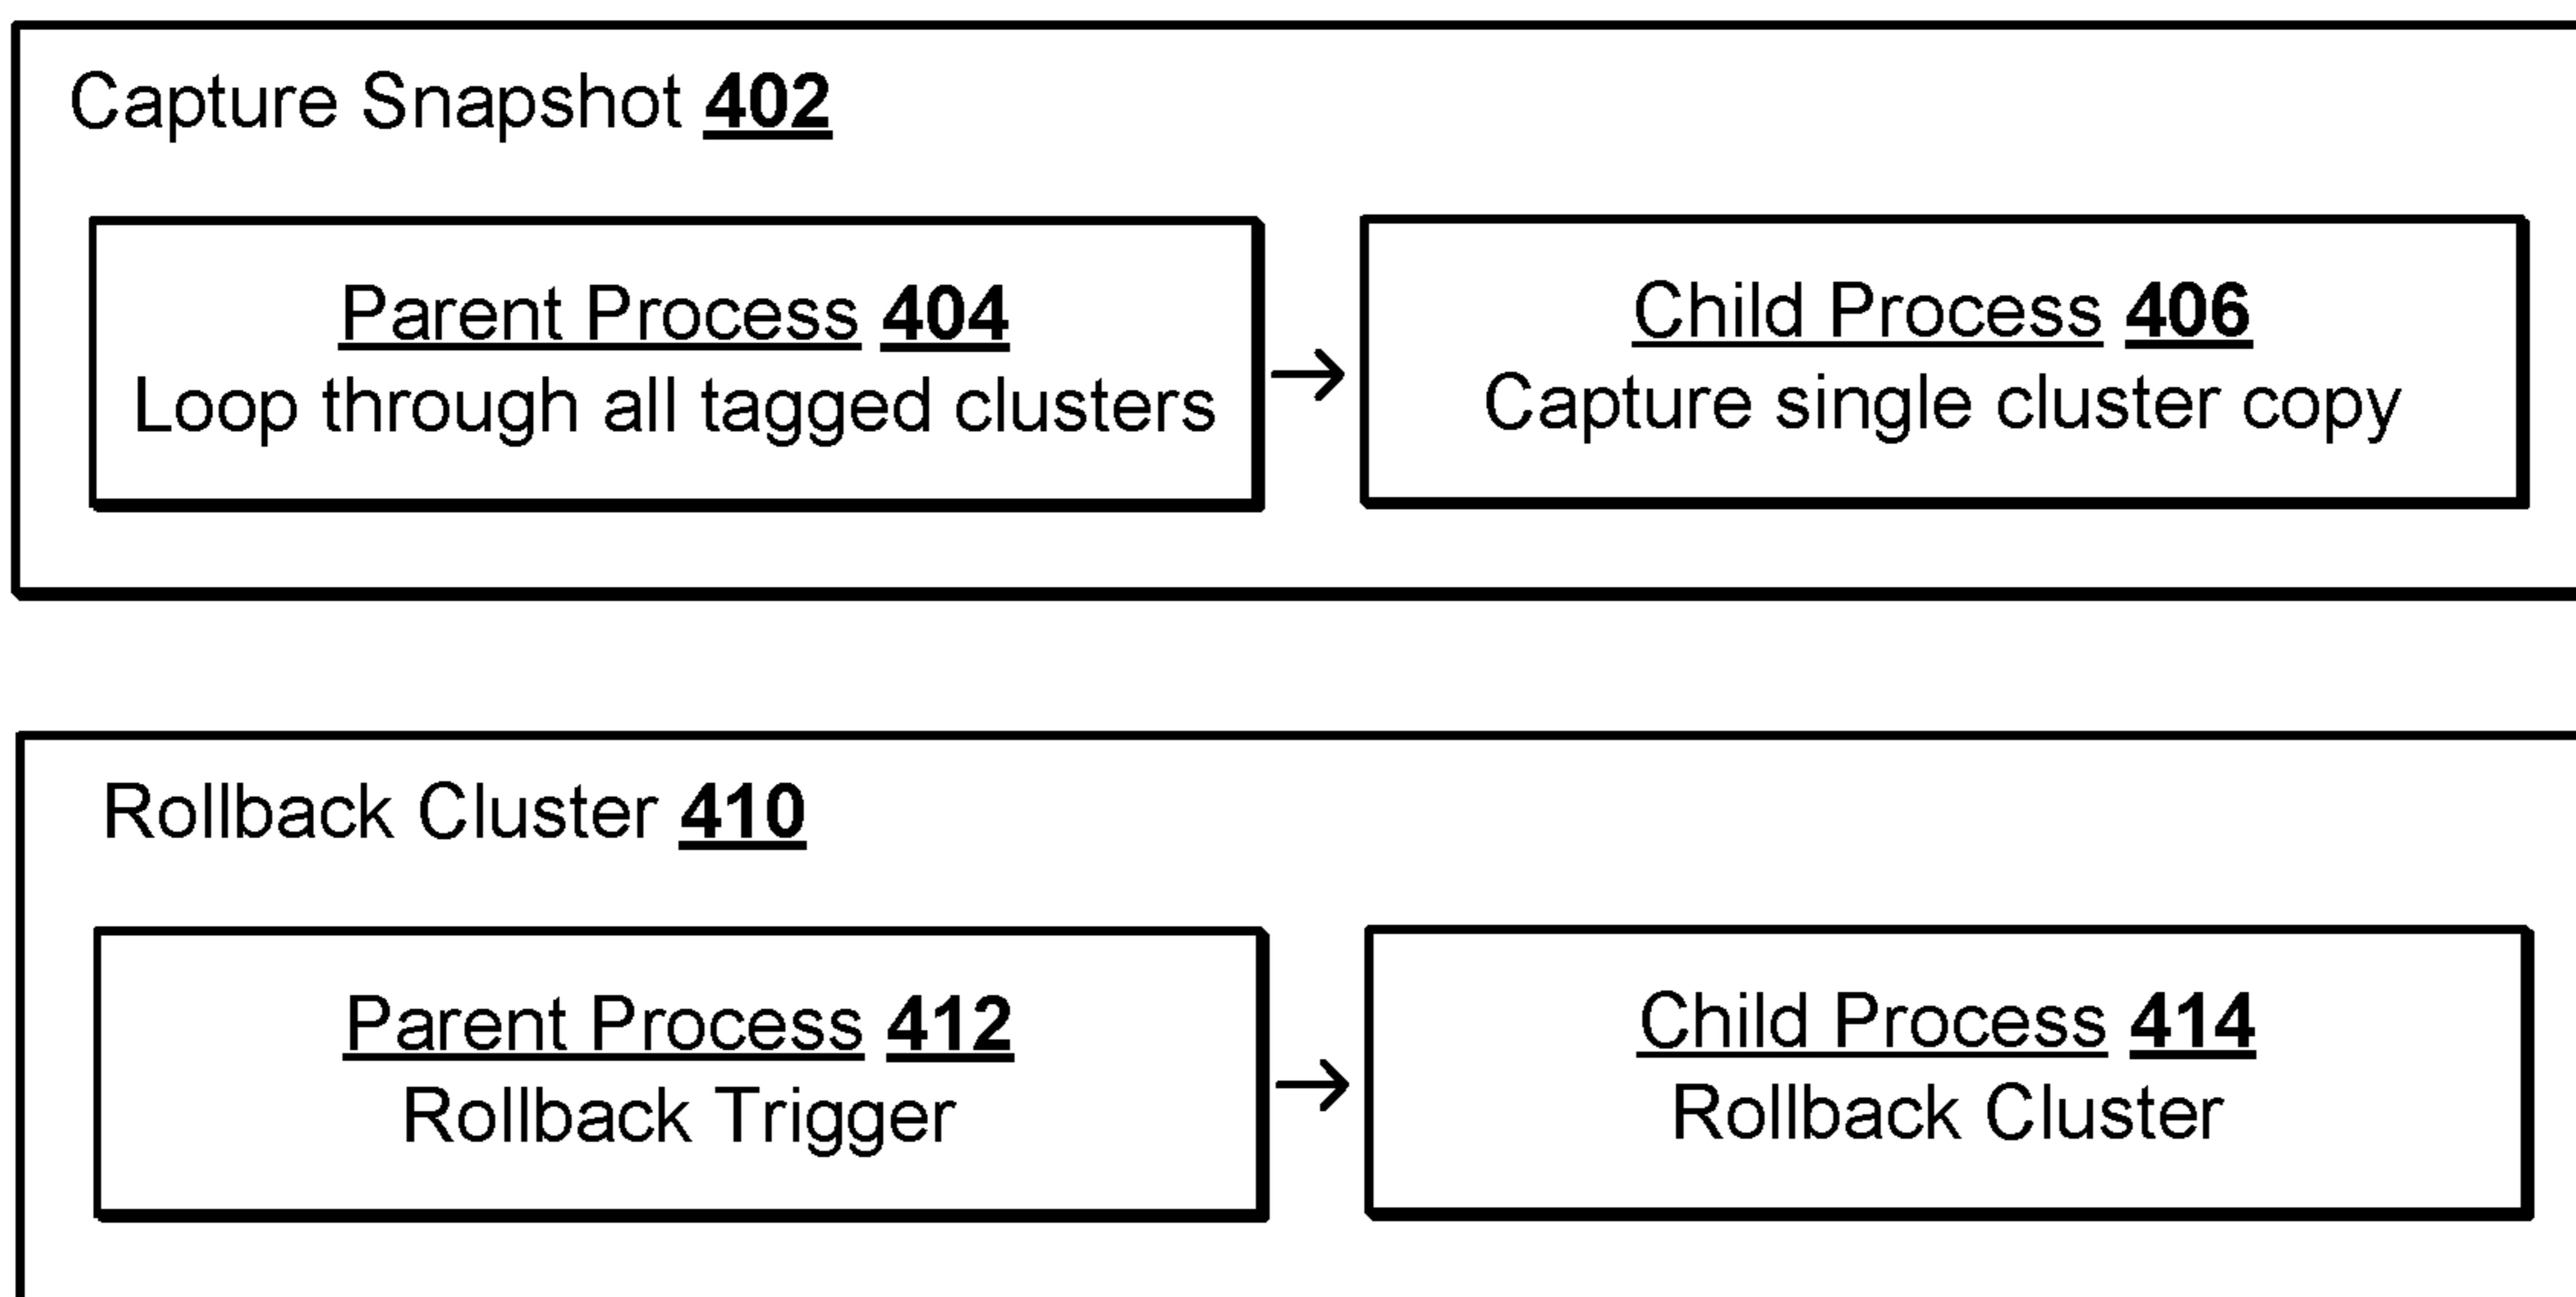 Capture Snapshot 402
Parent Process 404
Loop through all tagged clusters
Child Process 406
Capture single cluster copy
Rollback Cluster 410
Parent Process 412
Rollback Trigger
Child Process 414
Rollback Cluster